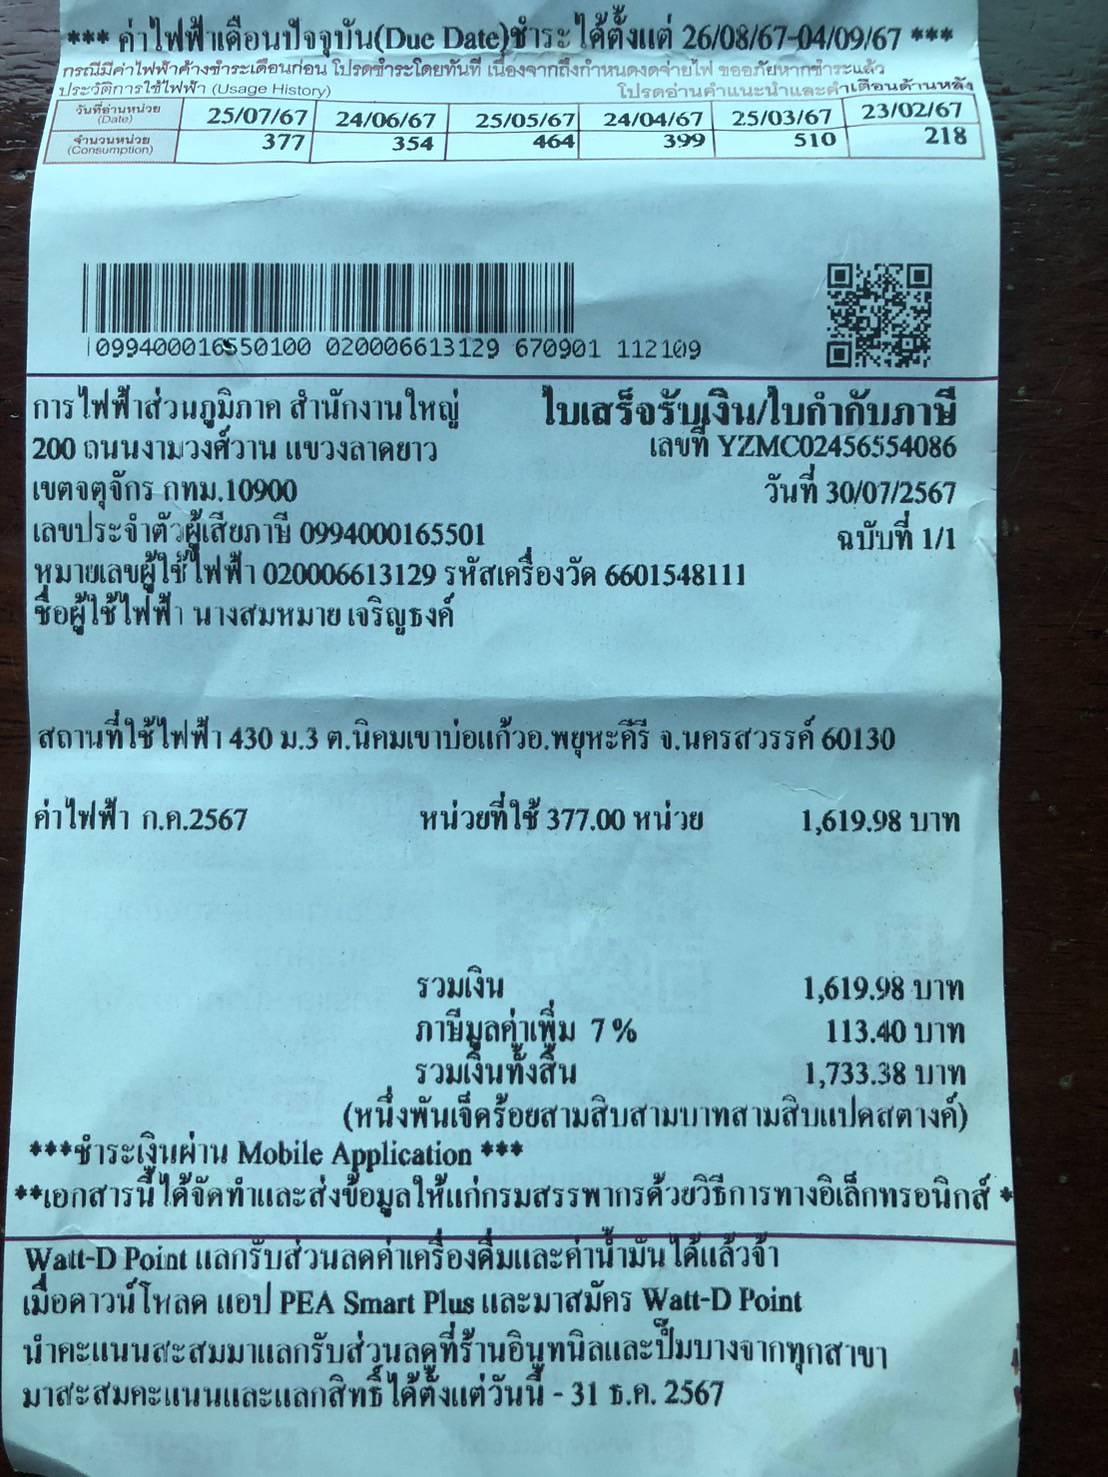 *** ค่าไฟฟ้าเดือนปัจจุบัน(Due Date)ชำระได้ตั้งแต่ 26/08/67-04/09/67 ***
กรณีมีค่าไฟฟ้าค้างชำระเดือนก่อน โปรดชำระโดยทันที เนื่องจากถึงกำหนดงดจ่ายไฟ ขออภัยหากชำระแล้ว
ประวัติการใช้ไฟฟ้า (Usage History) โปรดอ่านคำแนะนำและคำเตือนด้านหลัง
วันที่อ่านหน่วย (Date) 25/07/67 24/06/67 25/05/67 24/04/67 25/03/67 23/02/67
จำนวนหน่วย (Consumption) 377 354 464 399 510 218
|099400016550100 020006613129 670901 112109
การไฟฟ้าส่วนภูมิภาค สำนักงานใหญ่ ใบเสร็จรับเงิน/ใบกำกับภาษี
200 ถนนงามวงศ์วาน แขวงลาดยาว เลขที่ YZMC02456554086
เขตจตุจักร กทม.10900 วันที่ 30/07/2567
เลขประจำตัวผู้เสียภาษี 0994000165501 ฉบับที่ 1/1
หมายเลขผู้ใช้ไฟฟ้า 020006613129 รหัสเครื่องวัด 6601548111
ชื่อผู้ใช้ไฟฟ้า นางสมหมาย เจริญธงค์
สถานที่ใช้ไฟฟ้า 430 ม.3 ต.นิคมเขาบ่อแก้วอ.พยุหะคีรี จ.นครสวรรค์ 60130
ค่าไฟฟ้า ก.ค.2567 หน่วยที่ใช้ 377.00 หน่วย 1,619.98 บาท
รวมเงิน 1,619.98 บาท
ภาษีมูลค่าเพิ่ม 7% 113.40 บาท
รวมเงินทั้งสิ้น 1,733.38 บาท
(หนึ่งพันเจ็ดร้อยสามสิบสามบาทสามสิบแปดสตางค์)
***ชำระเงินผ่าน Mobile Application ***
**เอกสารนี้ได้จัดทำและส่งข้อมูลให้แก่กรมสรรพากรด้วยวิธีการทางอิเล็กทรอนิกส์ *
Watt-D Point แลกรับส่วนลดค่าเครื่องดื่มและค่าน้ำมันได้แล้วจ้า
เมื่อดาวน์โหลด แอป PEA Smart Plus และมาสมัคร Watt-D Point
นำคะแนนสะสมมาแลกรับส่วนลดที่ร้านอินทนิลและปั๊มบางจากทุกสาขา
มาสะสมคะแนนและแลกสิทธิ์ได้ตั้งแต่วันนี้ - 31 ธ.ค. 2567